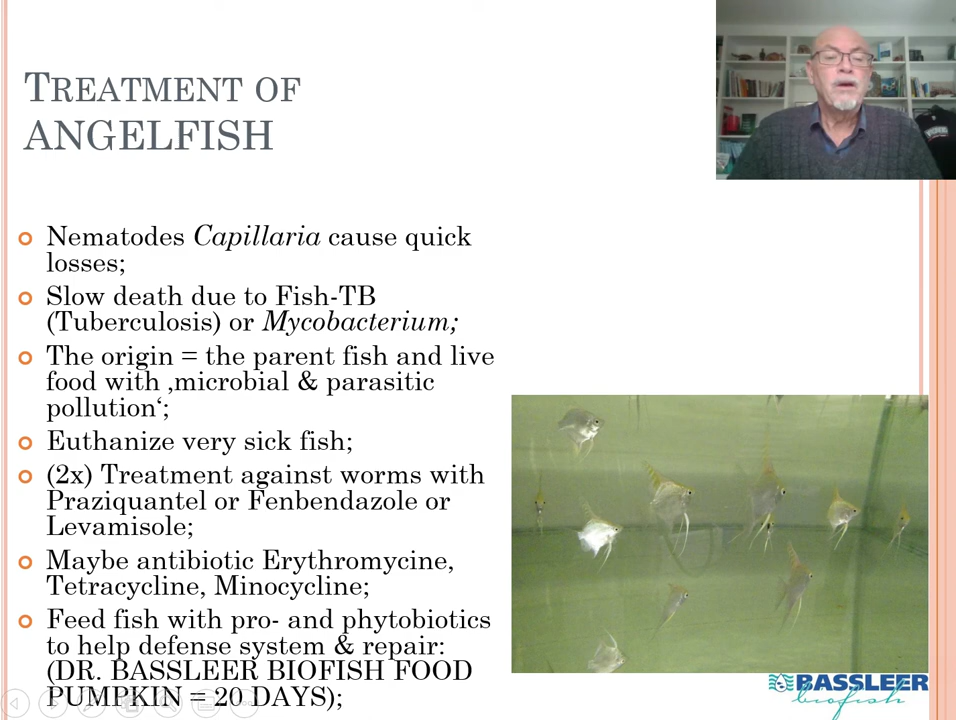 TREATMENT OF
ANGELFISH
Nematodes Capillaria cause quick
losses;
Slow death due to Fish-TB
(Tuberculosis) or Mycobacterium;
The origin = the parent fish and live
food with ‚microbial & parasitic
pollution‘;
Euthanize very sick fish;
(2x) Treatment against worms with
Praziquantel or Fenbendazole or
Levamisole;
Maybe antibiotic Erythromycine,
Tetracycline, Minocycline;
Feed fish with pro- and phytobiotics
to help defense system & repair:
(DR. BASSLEER BIOFISH FOOD
PUMPKIN = 20 DAYS);
BASSLEER
biofish